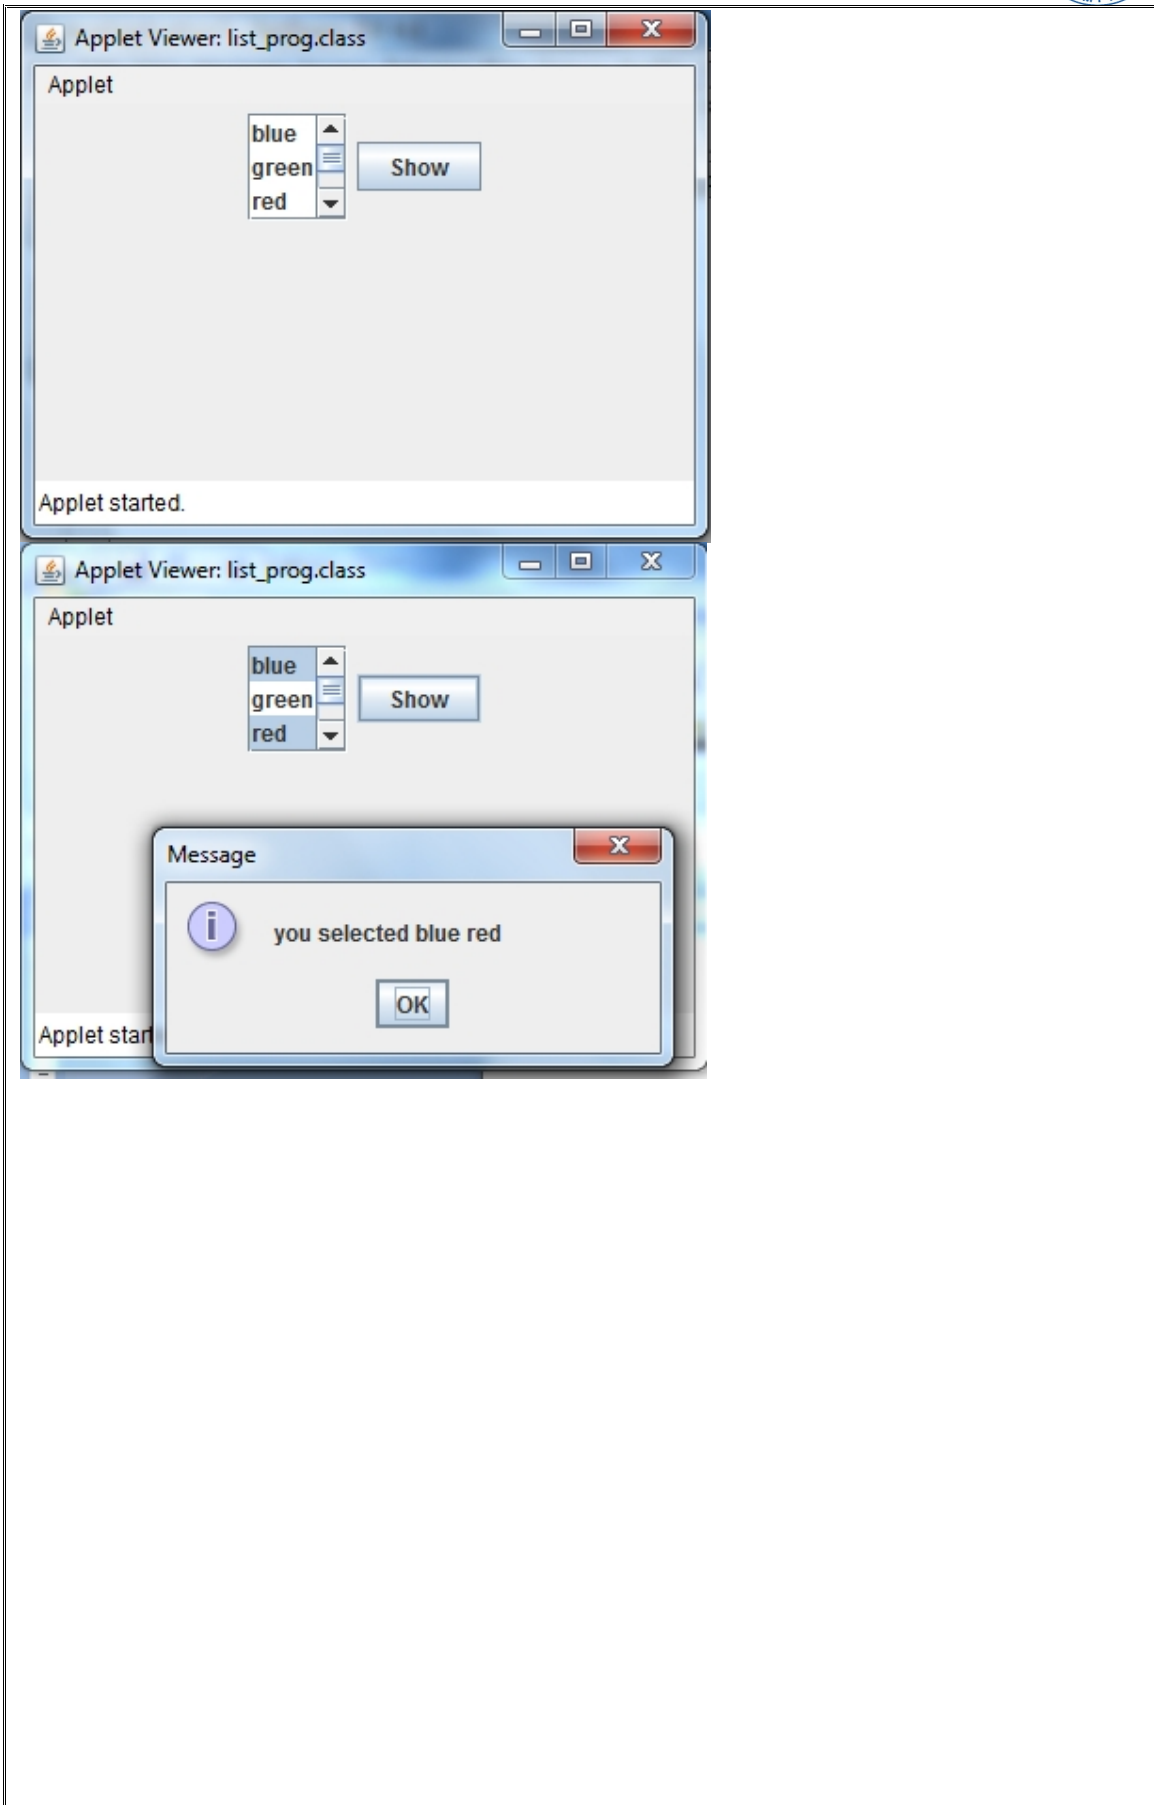 Applet Viewer: list_prog.class
Applet
blue
green
red
Show
Applet started.
Applet Viewer: list_prog.class
Applet
blue
green
red
Show
Message
you selected blue red
OK
Applet start